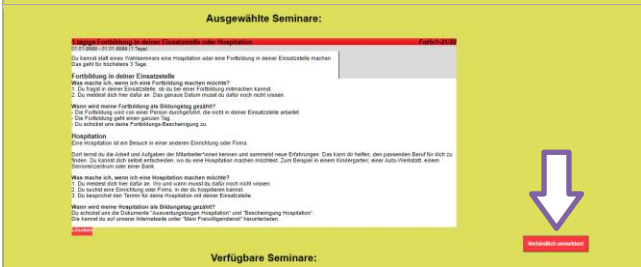 Ausgewählte Seminare:
1 tägige Fortbildung in deiner Einsatzstelle oder Hospitation FoHo1-21/22
01.01.9999 - 01.01.9999 (1 Tage)
Du kannst statt eines Wahlseminars eine Hospitation oder eine Fortbildung in deiner Einsatzstelle machen.
Das geht für höchstens 3 Tage.
Fortbildung in deiner Einsatzstelle
Was mache ich, wenn ich eine Fortbildung machen möchte?
1. Du fragst in deiner Einsatzstelle, ob du bei einer Fortbildung mitmachen kannst.
2. Du meldest dich hier dafür an. Das genaue Datum musst du dafür noch nicht wissen.
Wann wird meine Fortbildung als Bildungstag gezählt?
- Die Fortbildung wird von einer Person durchgeführt, die nicht in deiner Einsatzstelle arbeitet.
- Die Fortbildung geht einen ganzen Tag.
- Du schickst uns deine Fortbildungs-Bescheinigung zu.
Hospitation
Eine Hospitation ist ein Besuch in einer anderen Einrichtung oder Firma.
Dort lernst du die Arbeit und Aufgaben der Mitarbeiter*innen kennen und sammelst neue Erfahrungen. Das kann dir helfen, den passenden Beruf für dich zu
finden. Du kannst dich selbst entscheiden, wo du eine Hospitation machen möchtest. Zum Beispiel in einem Kindergarten, einer Auto-Werkstatt, einem
Seniorenzentrum oder einer Bank.
Was mache ich, wenn ich eine Hospitation machen möchte?
1. Du meldest dich hier dafür an. Wo und wann musst du dafür noch nicht wissen.
2. Du suchst eine Einrichtung oder Firma, in der du hospitieren kannst.
3. Du besprichst den Termin für deine Hospitation mit deiner Einsatzstelle.
Wann wird meine Hospitation als Bildungstag gezählt?
Du schickst uns die Dokumente "Auswertungsbogen Hospitation" und "Bescheinigung Hospitation".
Die kannst du auf unserer Internetseite unter "Mein Freiwilligendienst" herunterladen
Löschen
Verbindlich anmelden!
Verfügbare Seminare: